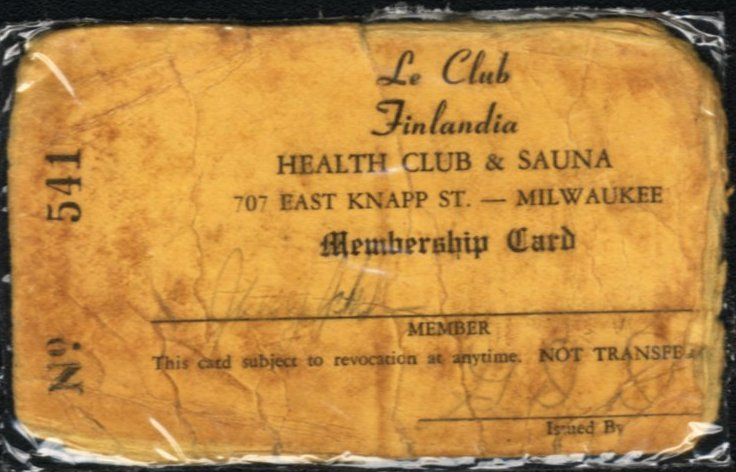 Le Club
Finlandia
HEALTH CLUB & SAUNA
707 EAST KNAPP ST. — MILWAUKEE
Membership Card
MEMBER
This card subject to revocation at anytime. NOT TRANSFE
Issued By
Nº 541